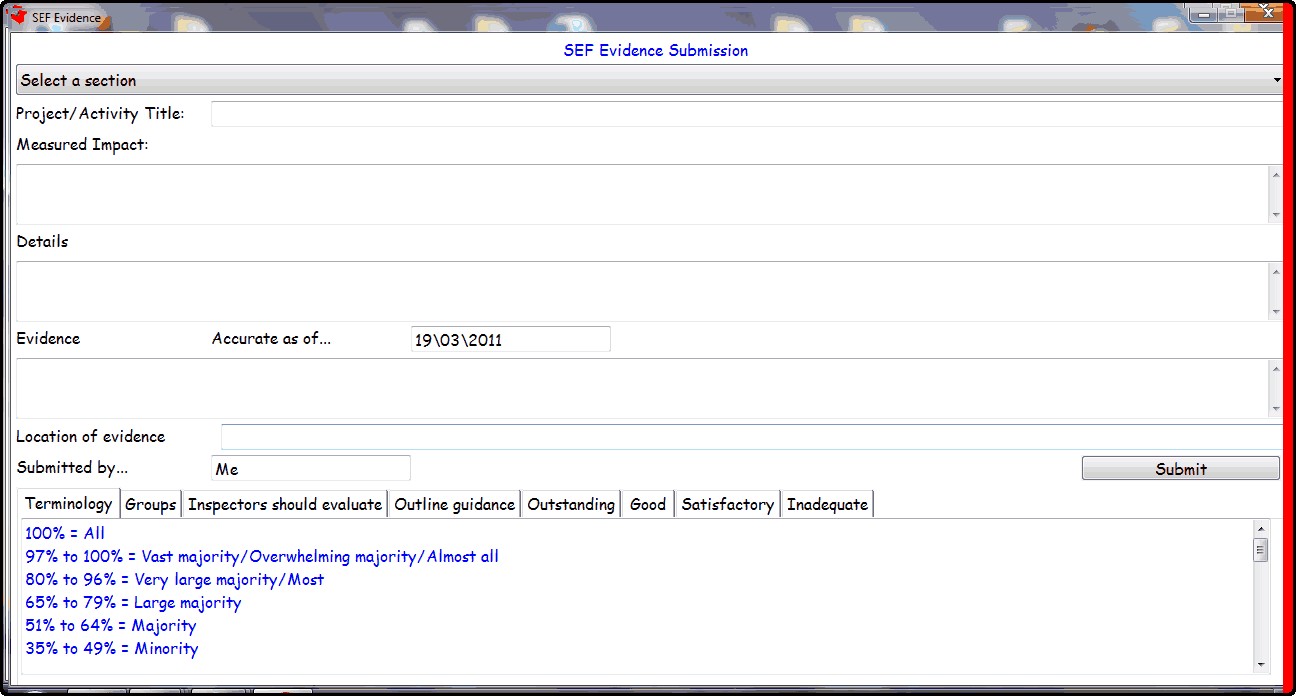 SEF Evidence
SEF Evidence Submission
Select a section
Project/Activity Title:
Measured Impact:
Details
Evidence Accurate as of... 19\03\2011
Location of evidence
Submitted by... Me Submit
Terminology Groups Inspectors should evaluate Outline guidance Outstanding Good Satisfactory Inadequate
100% = All
97% to 100% = Vast majority/Overwhelming majority/Almost all
80% to 96% = Very large majority/Most
65% to 79% = Large majority
51% to 64% = Majority
35% to 49% = Minority